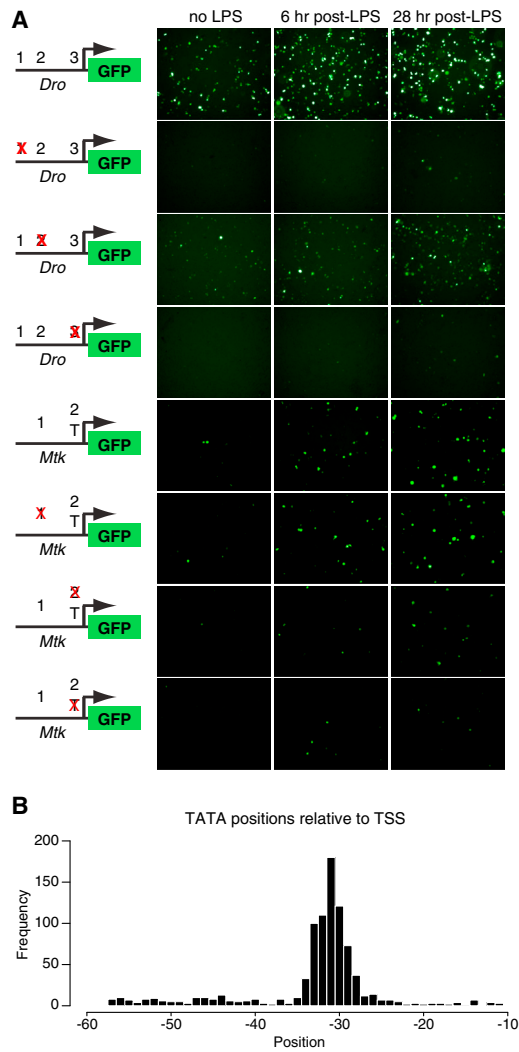 A
no LPS 6 hr post-LPS 28 hr post-LPS
1 2 3
Dro GFP
1 2 3
Dro GFP
1 2 3
Dro GFP
1 2 3
Dro GFP
2
1 T
Mtk GFP
2
1 T
Mtk GFP
2
1 T
Mtk GFP
2
1 T
Mtk GFP
B
TATA positions relative to TSS
Frequency
200
150
100
50
0
-60 -50 -40 -30 -20 -10
Position